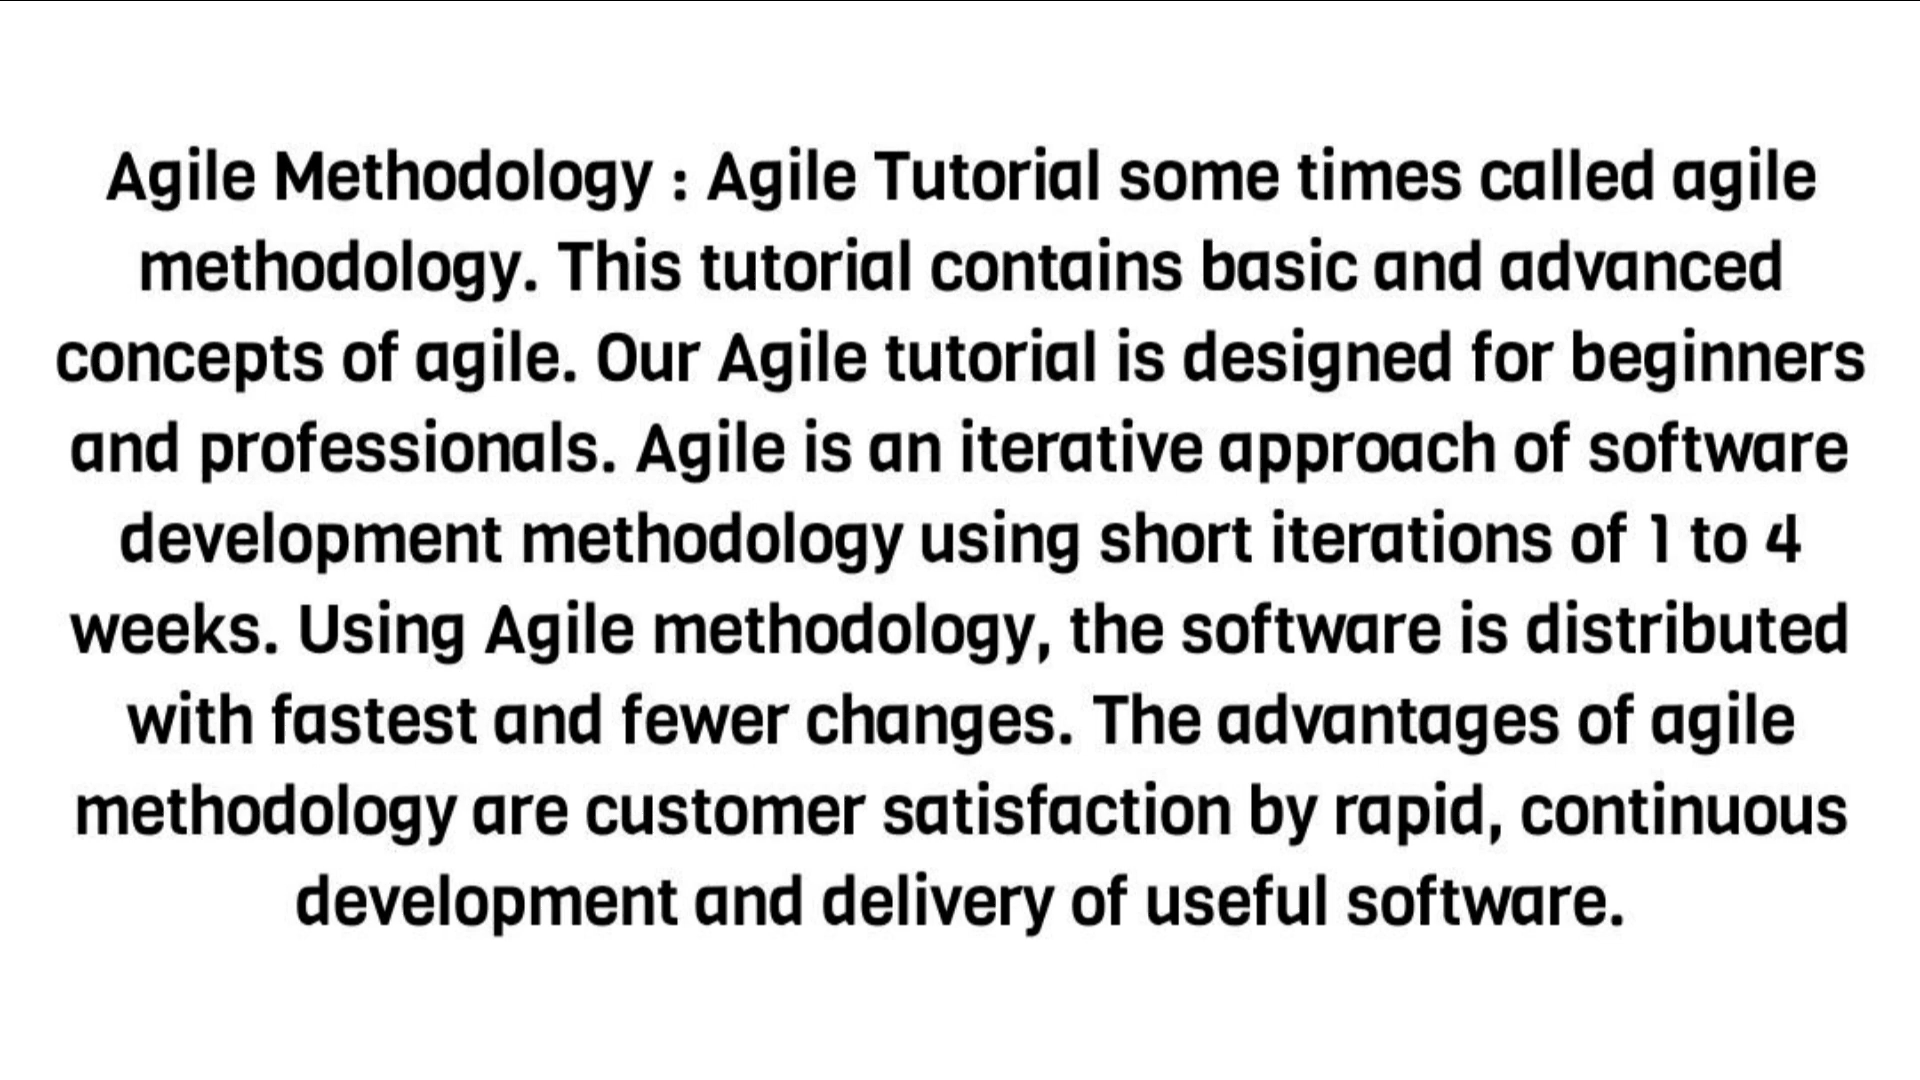 Agile Methodology : Agile Tutorial some times called agile
methodology. This tutorial contains basic and advanced
concepts of agile. Our Agile tutorial is designed for beginners
and professionals. Agile is an iterative approach of software
development methodology using short iterations of 1 to 4
weeks. Using Agile methodology, the software is distributed
with fastest and fewer changes. The advantages of agile
methodology are customer satisfaction by rapid, continuous
development and delivery of useful software.